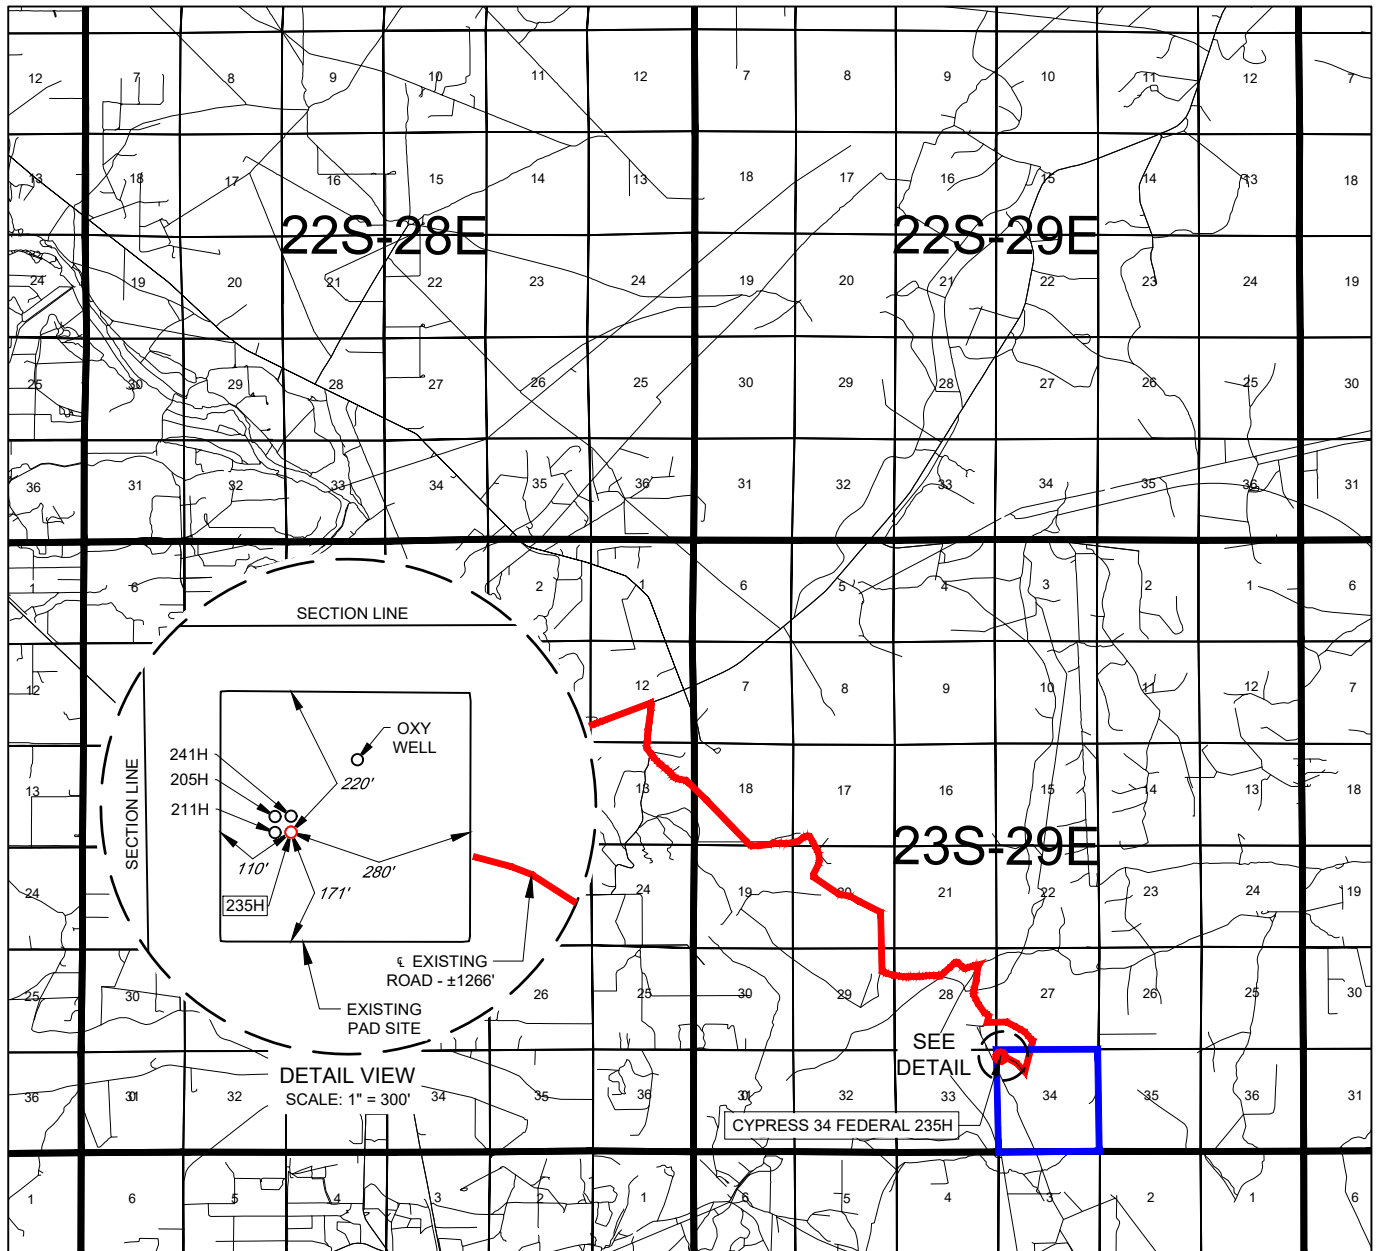 12 7 8 9 10 11 12 7 8 9 10 11 12 7
13 18 17 16 15 14 13 18 17 16 15 14 13 18
22S-28E 22S-29E
24 19 20 21 22 23 24 19 20 21 22 23 24 19
25 30 29 28 27 26 25 30 29 28 27 26 25 30
36 31 32 33 34 35 36 31 32 33 34 35 36 31
1 6 2 1 6 5 4 3 2 1 6
SECTION LINE
12 12 7 8 9 10 11 12 7
OXY
WELL
241H
205H
211H
220'
SECTION LINE
13 13 18 17 16 15 14 13 18
23S-29E
110'
280'
171'
235H
24 24 19 20 21 22 23 24 19
℄ EXISTING
ROAD - ±1266'
EXISTING
PAD SITE
25 30 26 25 30 29 28 27 26 25 30
SEE
DETAIL
DETAIL VIEW
SCALE: 1" = 300'
36 31 32 34 35 36 31 32 33 34 35 36 31
CYPRESS 34 FEDERAL 235H
1 6 5 4 3 2 1 6 5 4 3 2 1 6